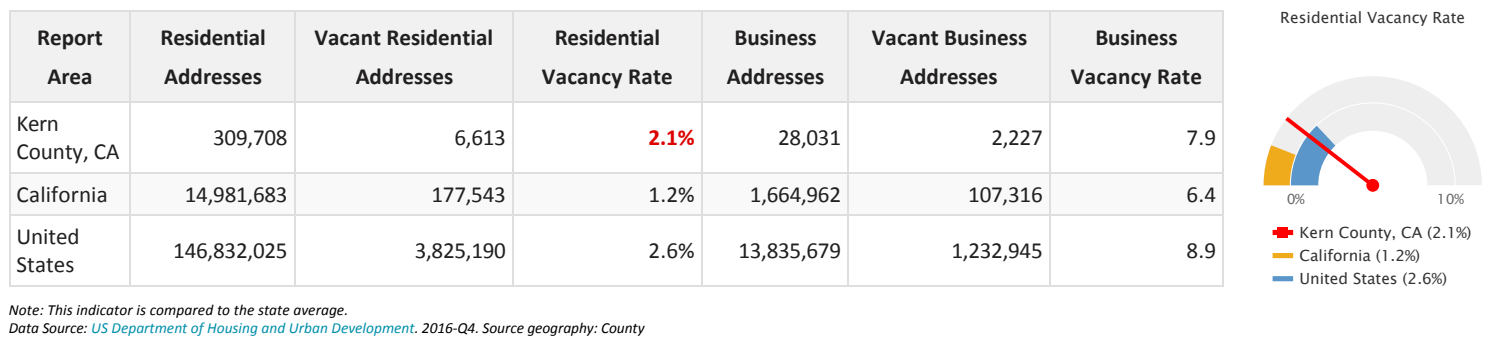 Report Area | Residential Addresses | Vacant Residential Addresses | Residential Vacancy Rate | Business Addresses | Vacant Business Addresses | Business Vacancy Rate
Kern County, CA | 309,708 | 6,613 | 2.1% | 28,031 | 2,227 | 7.9
California | 14,981,683 | 177,543 | 1.2% | 1,664,962 | 107,316 | 6.4
United States | 146,832,025 | 3,825,190 | 2.6% | 13,835,679 | 1,232,945 | 8.9
Note: This indicator is compared to the state average.
Data Source: US Department of Housing and Urban Development. 2016-Q4. Source geography: County
Residential Vacancy Rate
0% 10%
Kern County, CA (2.1%)
California (1.2%)
United States (2.6%)